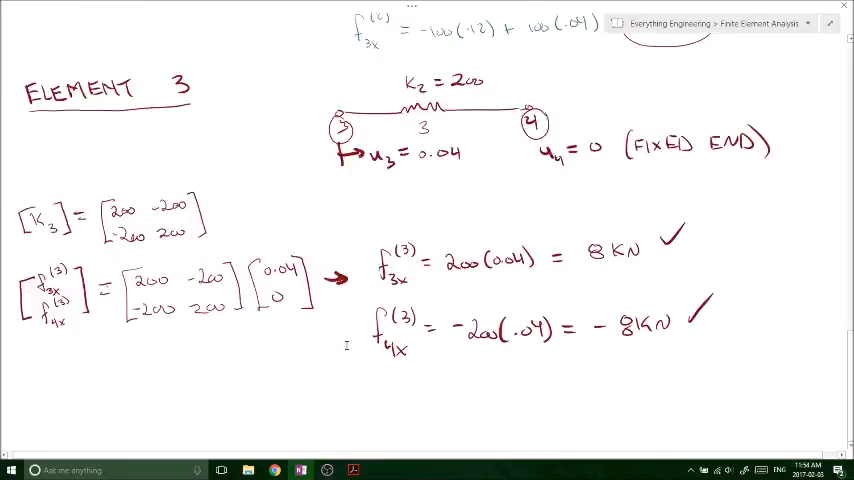 f₃ₓ⁽²⁾ = -100(.12) + 100(.04)
Everything Engineering > Finite Element Analysis
ELEMENT 3
K₂ = 200
3 3 4
u₃ = 0.04 u₄ = 0 (FIXED END)
[K₃] = [200 -200
-200 200]
[f₃ₓ⁽³⁾ f₄ₓ⁽³⁾] = [200 -200
-200 200] [0.04
0]
f₃ₓ⁽³⁾ = 200(0.04) = 8 KN ✓
f₄ₓ⁽³⁾ = -200(.04) = - 8KN ✓
Ask me anything
ENG
11:54 AM
2017-02-03
2